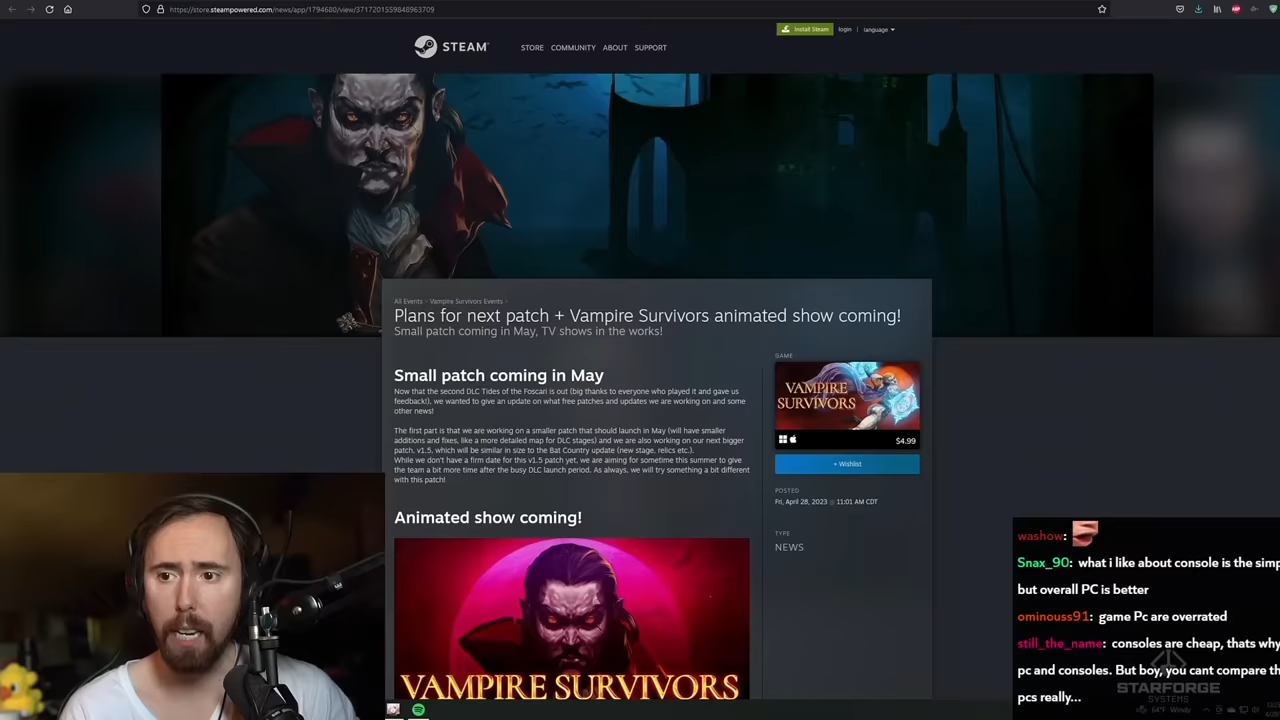 https://store.steampowered.com/news/app/1794680/view/3717201559848963709
Install Steam
login | language
STEAM
STORE COMMUNITY ABOUT SUPPORT
All Events > Vampire Survivors Events >
Plans for next patch + Vampire Survivors animated show coming!
Small patch coming in May, TV shows in the works!
Small patch coming in May
Now that the second DLC Tides of the Foscari is out (big thanks to everyone who played it and gave us
feedback!), we wanted to give an update on what free patches and updates we are working on and some
other news!
The first part is that we are working on a smaller patch that should launch in May (will have smaller
additions and fixes, like a more detailed map for DLC stages) and we are also working on our next bigger
patch, v1.5, which will be similar in size to the Bat Country update (new stage, relics etc.).
While we don't have a firm date for this v1.5 patch yet, we are aiming for sometime this summer to give
the team a bit more time after the busy DLC launch period. As always, we will try something a bit different
with this patch!
Animated show coming!
VAMPIRE SURVIVORS
GAME
VAMPIRE
SURVIVORS
$4.99
+ Wishlist
POSTED
Fri, April 28, 2023 @ 11:01 AM CDT
TYPE
NEWS
washow:
Snax_90: what i like about console is the simp
but overall PC is better
ominouss91: game Pc are overrated
still_the_name: consoles are cheap, thats why
pc and consoles. But boy, you cant compare th
pcs really...
STARFORGE
SYSTEMS
64°F Windy